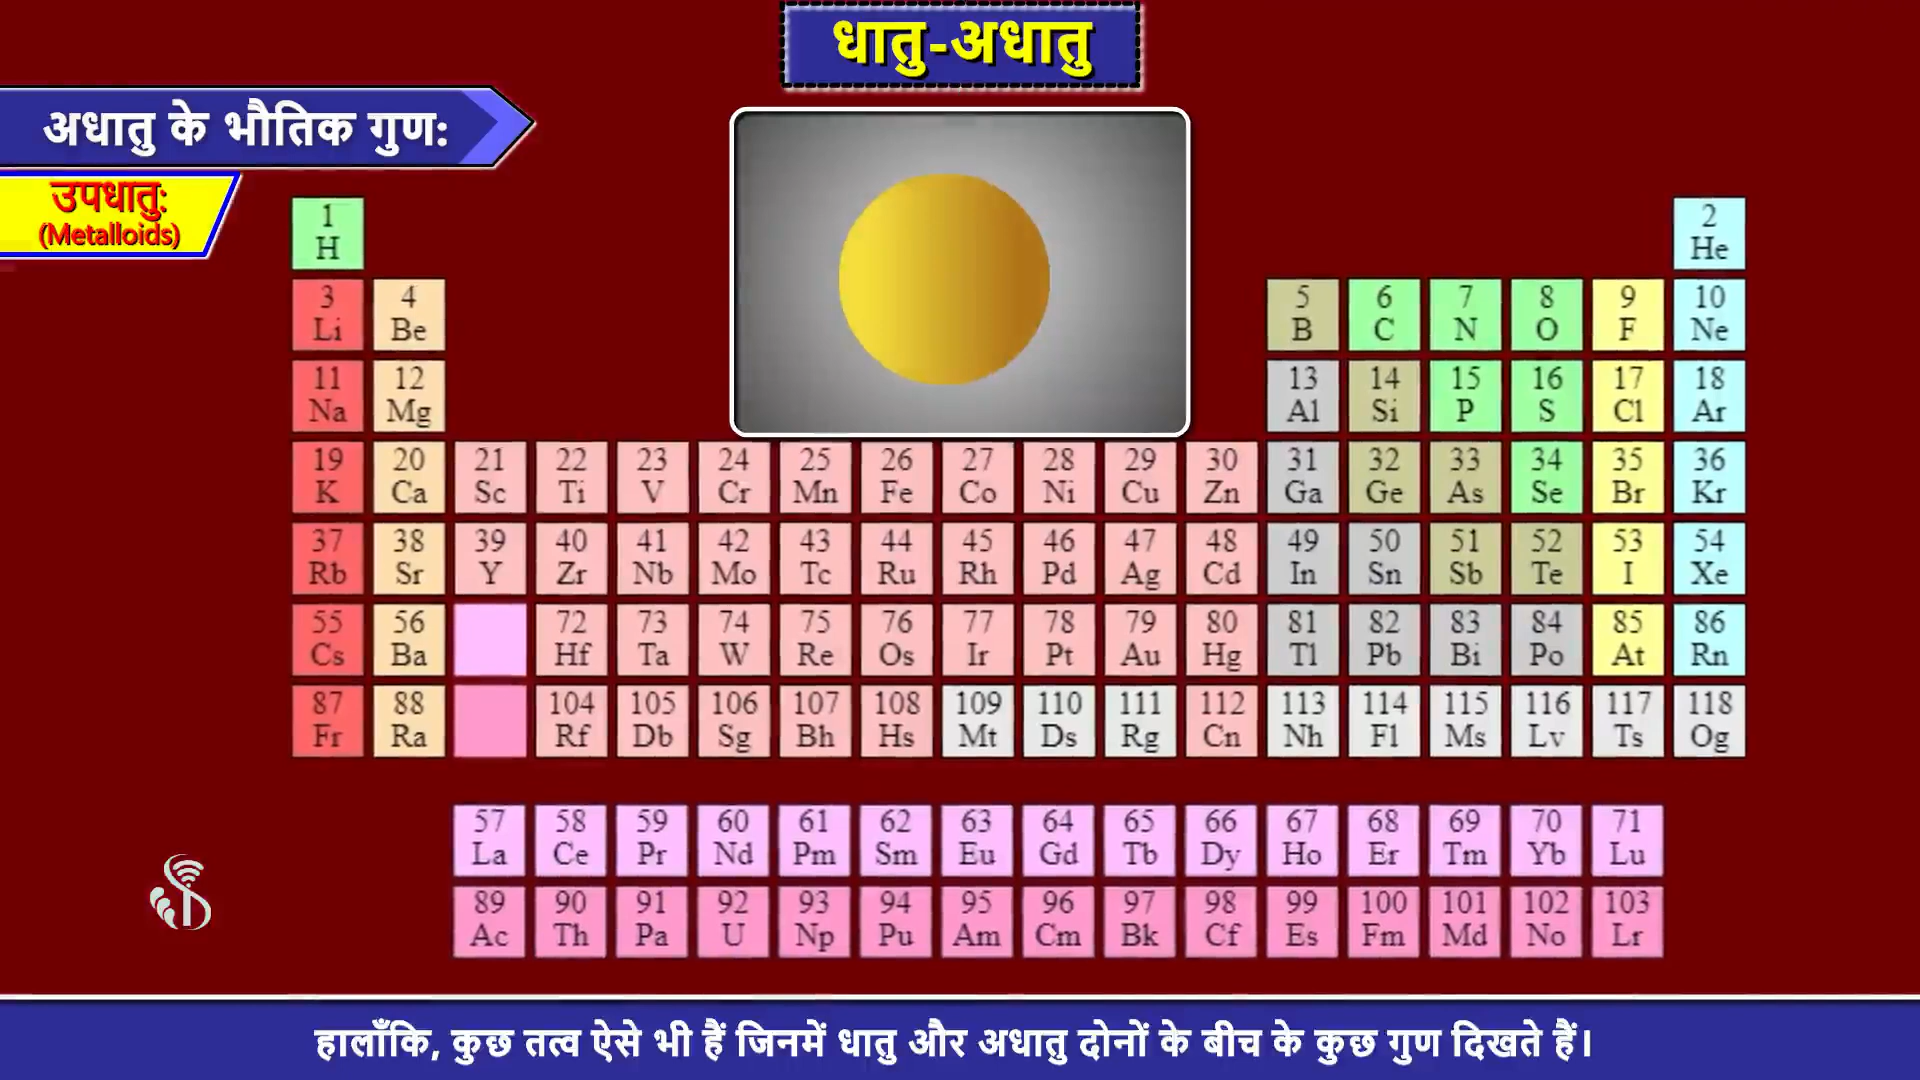 धातु-अधातु
अधातु के भौतिक गुण:
उपधातु:
(Metalloids)
1 2
H He
3 4 5 6 7 8 9 10
Li Be B C N O F Ne
11 12 13 14 15 16 17 18
Na Mg Al Si P S Cl Ar
19 20 21 22 23 24 25 26 27 28 29 30 31 32 33 34 35 36
K Ca Sc Ti V Cr Mn Fe Co Ni Cu Zn Ga Ge As Se Br Kr
37 38 39 40 41 42 43 44 45 46 47 48 49 50 51 52 53 54
Rb Sr Y Zr Nb Mo Tc Ru Rh Pd Ag Cd In Sn Sb Te I Xe
55 56 72 73 74 75 76 77 78 79 80 81 82 83 84 85 86
Cs Ba Hf Ta W Re Os Ir Pt Au Hg Tl Pb Bi Po At Rn
87 88 104 105 106 107 108 109 110 111 112 113 114 115 116 117 118
Fr Ra Rf Db Sg Bh Hs Mt Ds Rg Cn Nh Fl Ms Lv Ts Og
57 58 59 60 61 62 63 64 65 66 67 68 69 70 71
La Ce Pr Nd Pm Sm Eu Gd Tb Dy Ho Er Tm Yb Lu
89 90 91 92 93 94 95 96 97 98 99 100 101 102 103
Ac Th Pa U Np Pu Am Cm Bk Cf Es Fm Md No Lr
हालाँकि, कुछ तत्व ऐसे भी हैं जिनमें धातु और अधातु दोनों के बीच के कुछ गुण दिखते हैं।